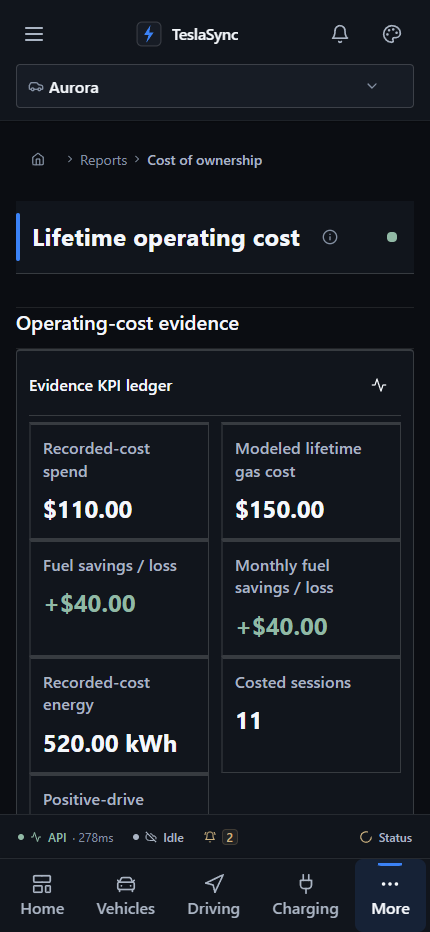 TeslaSync
Aurora
Reports
Cost of ownership
Lifetime operating cost
Operating-cost evidence
Evidence KPI ledger
Recorded-cost
spend
$110.00
Modeled lifetime
gas cost
$150.00
Fuel savings / loss
+$40.00
Monthly fuel
savings / loss
+$40.00
Recorded-cost
energy
520.00 kWh
Costed sessions
11
Positive-drive
API · 278ms
Idle
2
Status
Home
Vehicles
Driving
Charging
More